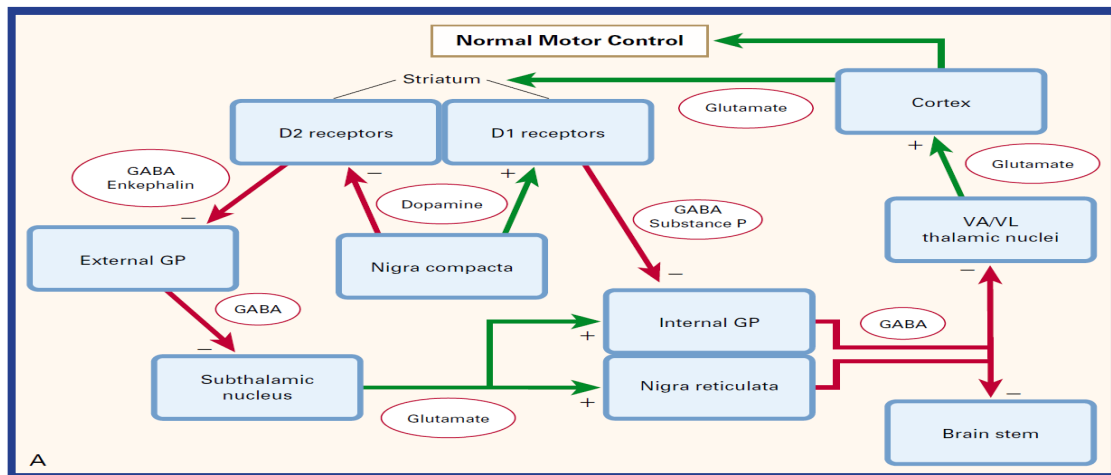 Normal Motor Control
Striatum
Glutamate
Cortex
D2 receptors
D1 receptors
GABA
Enkephalin
−
−
+
Dopamine
GABA
Substance P
+
Glutamate
External GP
Nigra compacta
VA/VL
thalamic nuclei
−
−
GABA
Internal GP
GABA
−
+
Subthalamic
nucleus
Glutamate
+
Nigra reticulata
−
Brain stem
A